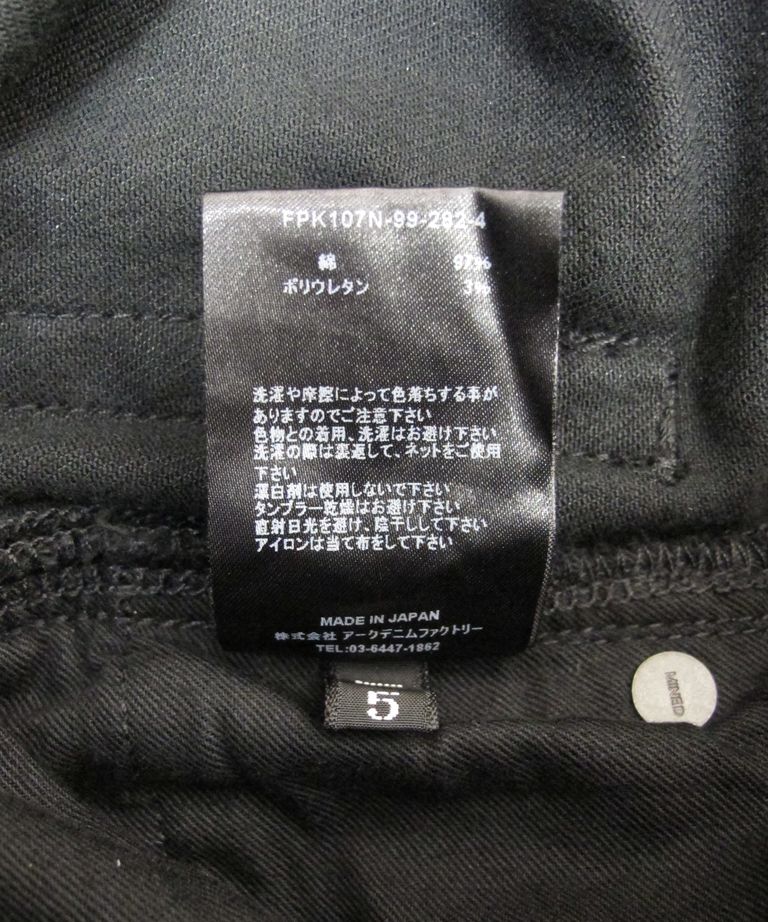 FPK107N-99-292-4
綿 97%
ポリウレタン 3%
洗濯や摩擦によって色落ちする事が
ありますのでご注意下さい
色物との着用、洗濯はお避け下さい
洗濯の際は裏返して、ネットをご使用
下さい
漂白剤は使用しないで下さい
タンブラー乾燥はお避け下さい
直射日光を避け、陰干しして下さい
アイロンは当て布をして下さい
MADE IN JAPAN
株式会社 アークデニムファクトリー
TEL:03-6447-1862
5
MINED